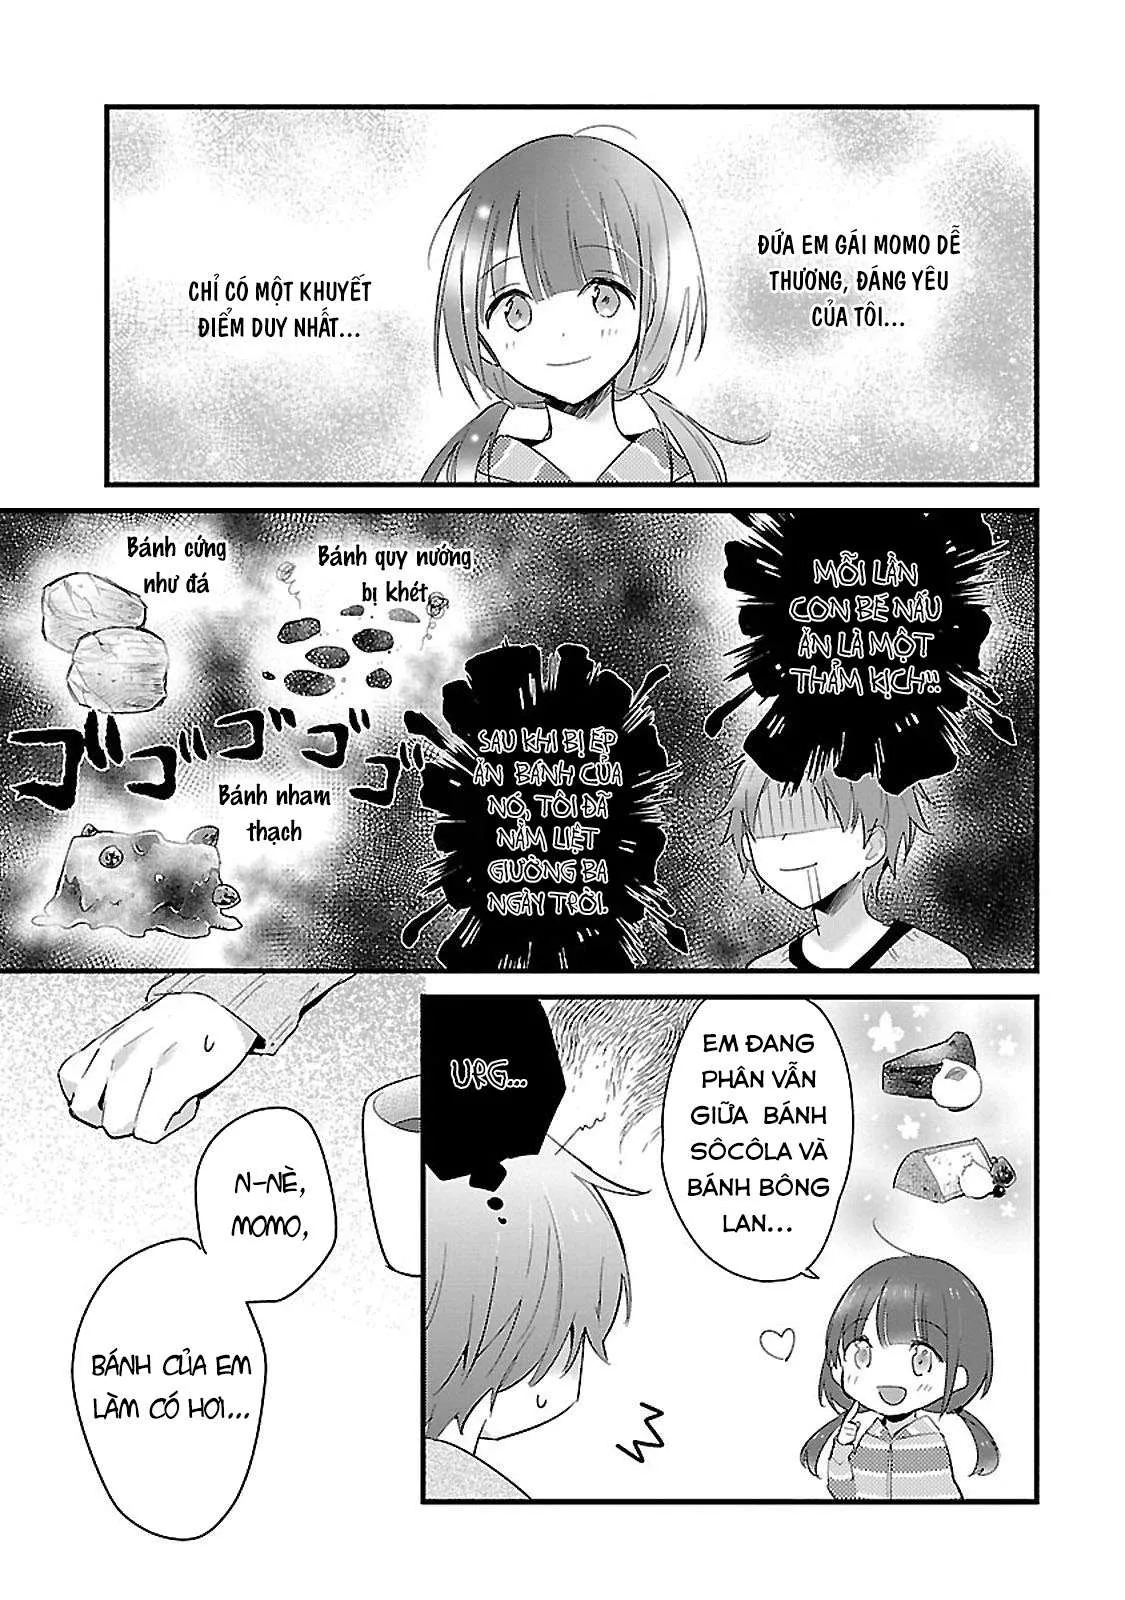 ĐỨA EM GÁI MOMO DỄ
THƯƠNG, ĐÁNG YÊU
CỦA TÔI...
CHỈ CÓ MỘT KHUYẾT
ĐIỂM DUY NHẤT...
MỖI LẦN
CON BÉ NẤU
ĂN LÀ MỘT
THẢM KỊCH!!
SAU KHI BỊ ÉP
ĂN BÁNH CỦA
NÓ, TÔI ĐÃ
NẰM LIỆT
GIƯỜNG BA
NGÀY TRỜI.
Bánh quy nướng
bị khét
Bánh cứng
như đá
ゴゴゴゴゴ
Bánh nham
thạch
EM ĐANG
PHÂN VẪN
GIỮA BÁNH
SÔCÔLA VÀ
BÁNH BÔNG
LAN...
URG...
N-NÈ,
MOMO,
BÁNH CỦA EM
LÀM CÓ HƠI...